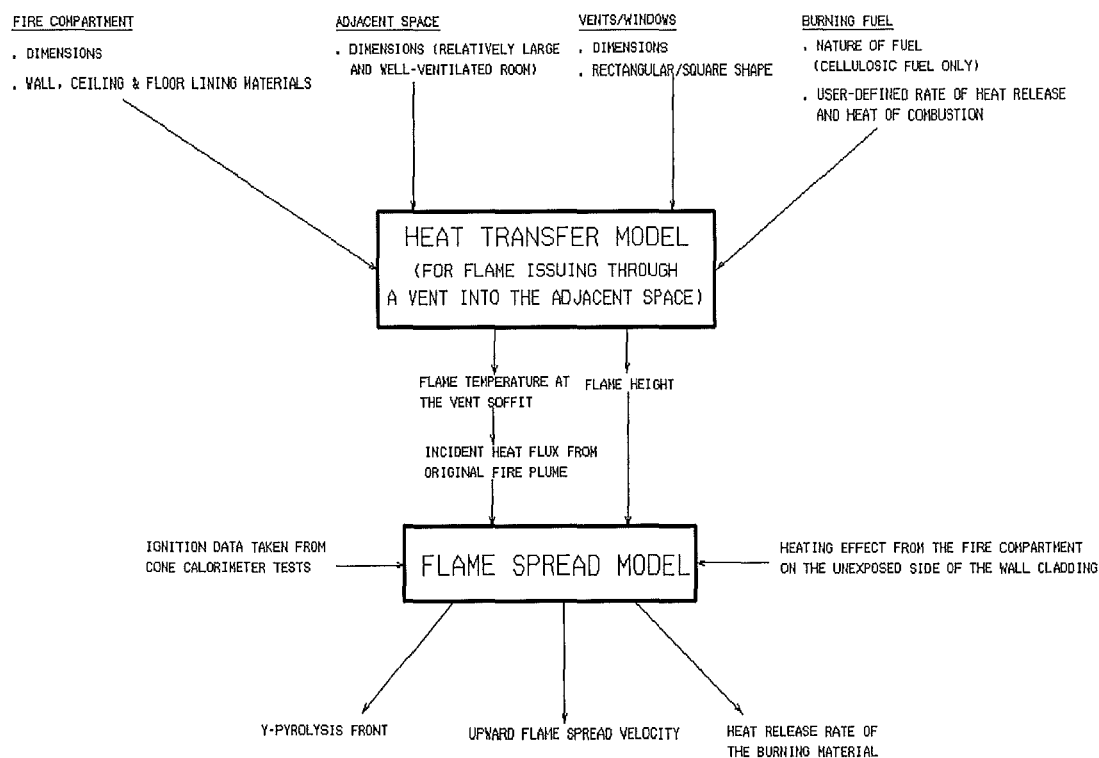 FIRE COMPARTMENT
. DIMENSIONS
. WALL, CEILING & FLOOR LINING MATERIALS
ADJACENT SPACE
. DIMENSIONS (RELATIVELY LARGE
AND WELL-VENTILATED ROOM)
VENTS/WINDOWS
. DIMENSIONS
. RECTANGULAR/SQUARE SHAPE
BURNING FUEL
. NATURE OF FUEL
(CELLULOSIC FUEL ONLY)
. USER-DEFINED RATE OF HEAT RELEASE
AND HEAT OF COMBUSTION
HEAT TRANSFER MODEL
(FOR FLAME ISSUING THROUGH
A VENT INTO THE ADJACENT SPACE)
FLAME TEMPERATURE AT
THE VENT SOFFIT
FLAME HEIGHT
INCIDENT HEAT FLUX FROM
ORIGINAL FIRE PLUME
IGNITION DATA TAKEN FROM
CONE CALORIMETER TESTS
FLAME SPREAD MODEL
HEATING EFFECT FROM THE FIRE COMPARTMENT
ON THE UNEXPOSED SIDE OF THE WALL CLADDING
Y-PYROLYSIS FRONT
UPWARD FLAME SPREAD VELOCITY
HEAT RELEASE RATE OF
THE BURNING MATERIAL